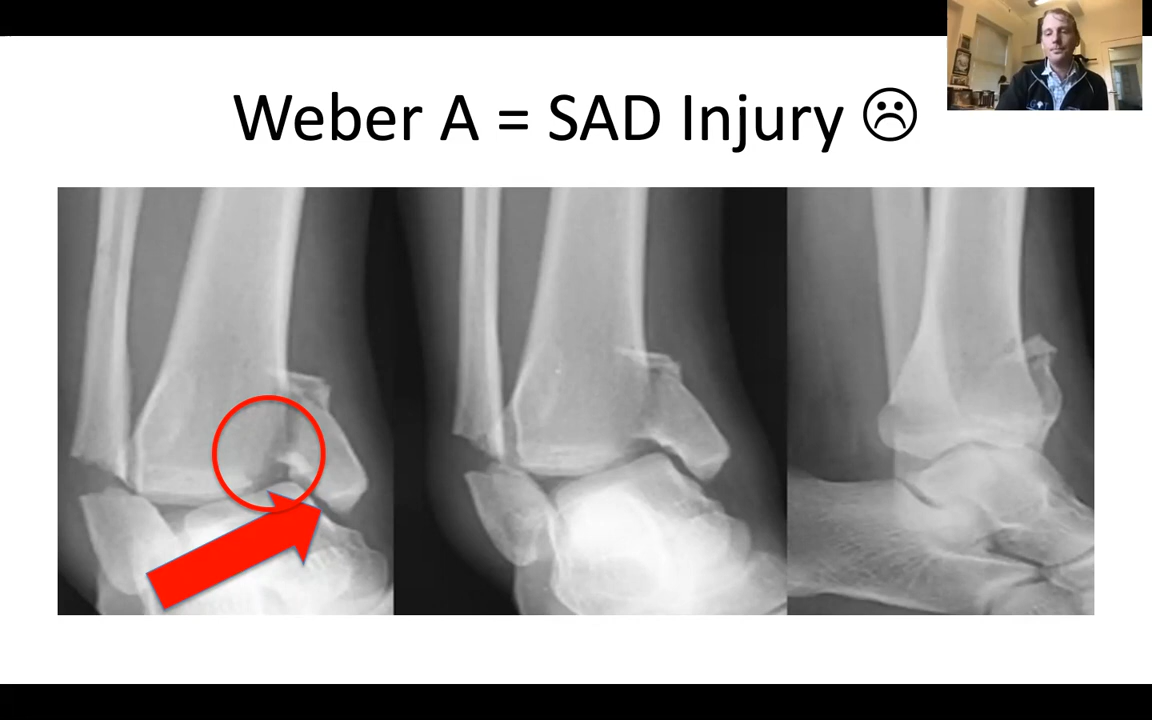 Weber A = SAD Injury ☹